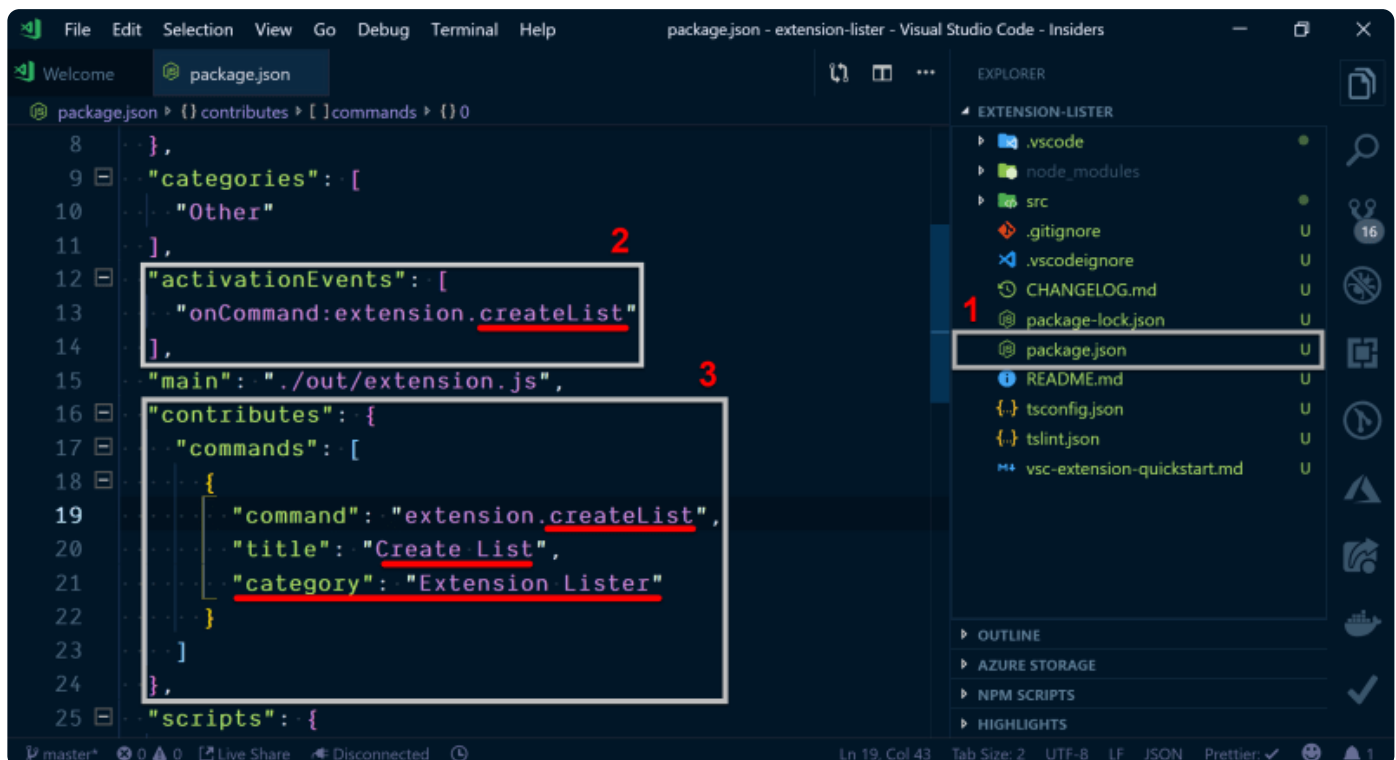 File Edit Selection View Go Debug Terminal Help package.json - extension-lister - Visual Studio Code - Insiders
Welcome package.json
package.json {} contributes [ ] commands {} 0
8 },
9 "categories": [
10 "Other"
11 ],
2
12 "activationEvents": [
13 "onCommand:extension.createList"
14 ],
15 "main": "./out/extension.js",
3
16 "contributes": {
17 "commands": [
18 {
19 "command": "extension.createList",
20 "title": "Create List",
21 "category": "Extension Lister"
22 }
23 ]
24 },
25 "scripts": {
EXPLORER
EXTENSION-LISTER
.vscode
node_modules
src
.gitignore U
.vscodeignore U
CHANGELOG.md U
1
package-lock.json U
package.json U
README.md U
tsconfig.json U
tslint.json U
vsc-extension-quickstart.md U
OUTLINE
AZURE STORAGE
NPM SCRIPTS
HIGHLIGHTS
16
master* 0 0 Live Share Disconnected Ln 19, Col 43 Tab Size: 2 UTF-8 LF JSON Prettier: ✓ 1